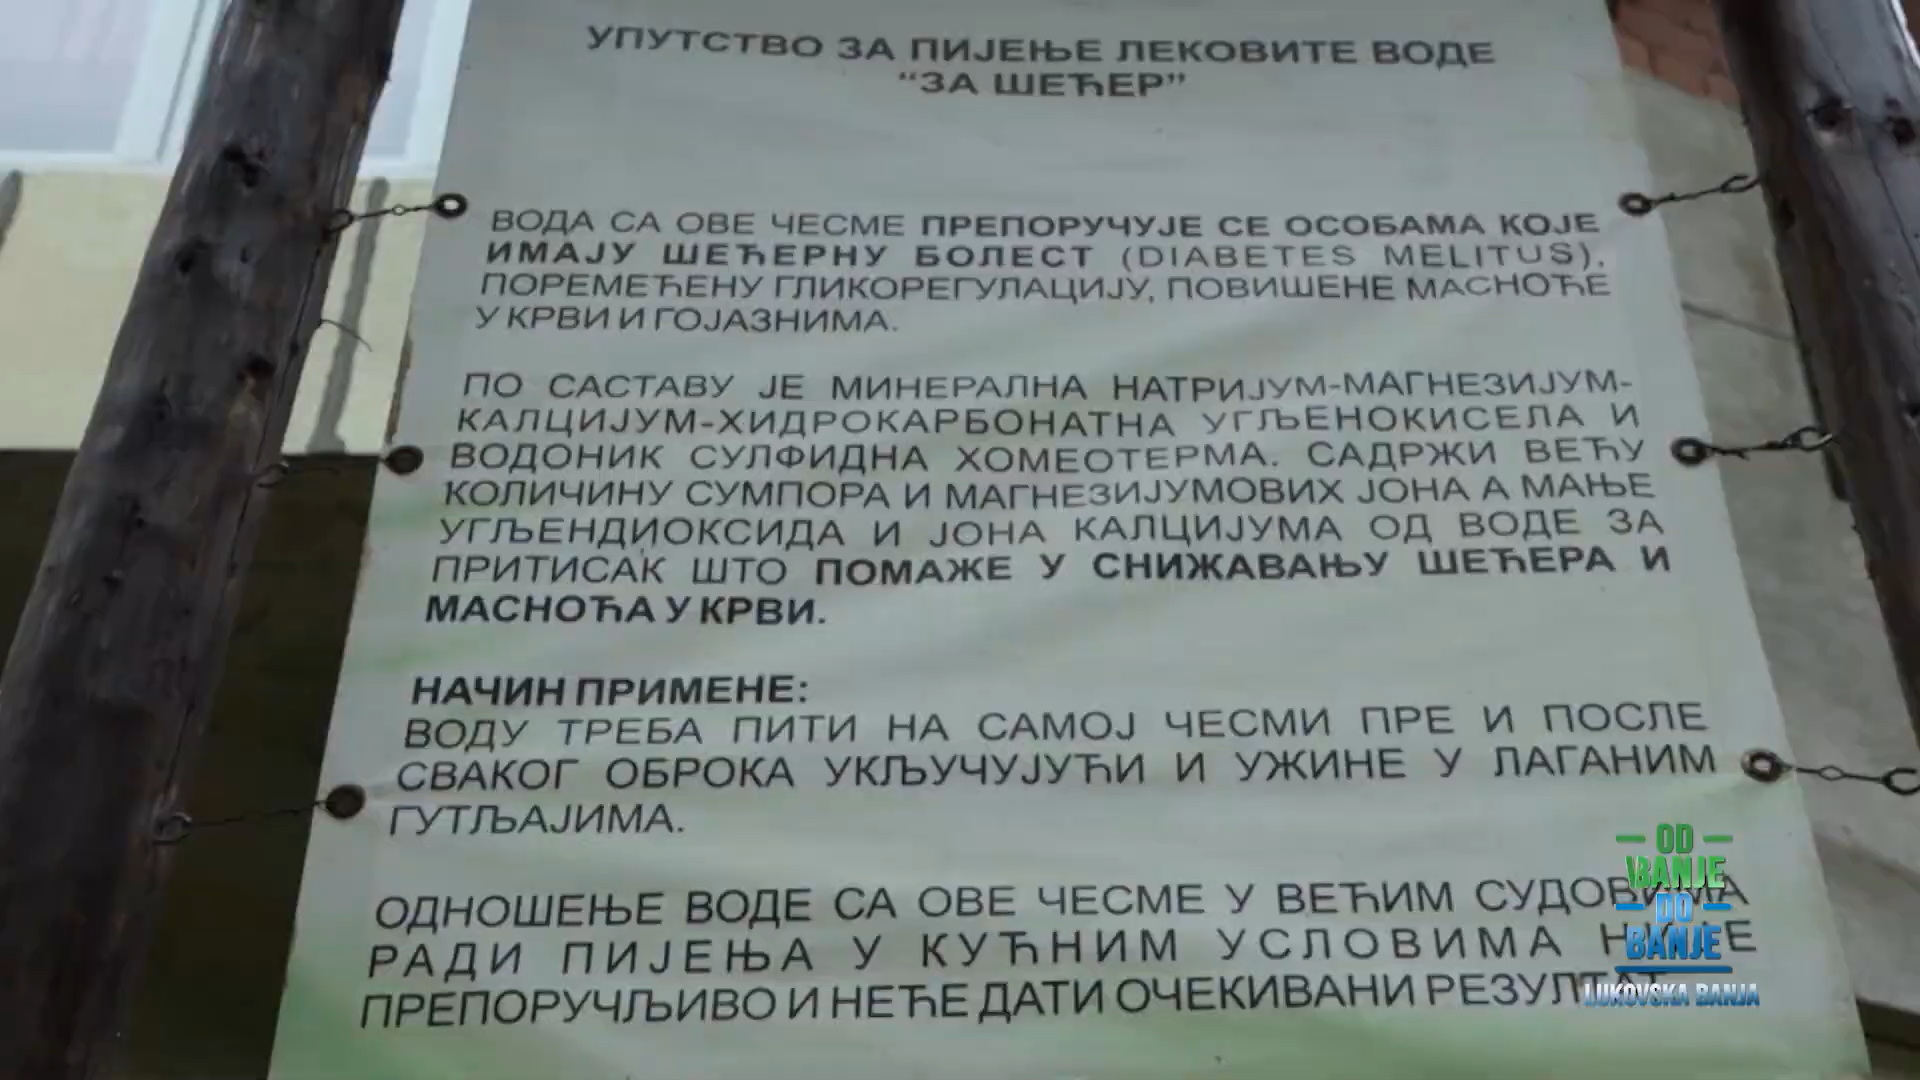 УПУТСТВО ЗА ПИЈЕЊЕ ЛЕКОВИТЕ ВОДЕ
“ЗА ШЕЋЕР”
ВОДА СА ОВЕ ЧЕСМЕ ПРЕПОРУЧУЈЕ СЕ ОСОБАМА КОЈЕ
ИМАЈУ ШЕЋЕРНУ БОЛЕСТ (DIABETES MELITUS),
ПОРЕМЕЋЕНУ ГЛИКОРЕГУЛАЦИЈУ, ПОВИШЕНЕ МАСНОЋЕ
У КРВИ И ГОЈАЗНИМА.
ПО САСТАВУ ЈЕ МИНЕРАЛНА НАТРИЈУМ-МАГНЕЗИЈУМ-
КАЛЦИЈУМ-ХИДРОКАРБОНАТНА УГЉЕНОКИСЕЛА И
ВОДОНИК СУЛФИДНА ХОМЕОТЕРМА. САДРЖИ ВЕЋУ
КОЛИЧИНУ СУМПОРА И МАГНЕЗИЈУМОВИХ ЈОНА А МАЊЕ
УГЉЕНДИОКСИДА И ЈОНА КАЛЦИЈУМА ОД ВОДЕ ЗА
ПРИТИСАК ШТО ПОМАЖЕ У СНИЖАВАЊУ ШЕЋЕРА И
МАСНОЋА У КРВИ.
НАЧИН ПРИМЕНЕ:
ВОДУ ТРЕБА ПИТИ НА САМОЈ ЧЕСМИ ПРЕ И ПОСЛЕ
СВАКОГ ОБРОКА УКЉУЧУЈУЋИ И УЖИНЕ У ЛАГАНИМ
ГУТЉАЈИМА.
ОДНОШЕЊЕ ВОДЕ СА ОВЕ ЧЕСМЕ У ВЕЋИМ СУДОВИМА
РАДИ ПИЈЕЊА У КУЋНИМ УСЛОВИМА НИЈЕ
ПРЕПОРУЧЉИВО И НЕЋЕ ДАТИ ОЧЕКИВАНИ РЕЗУЛТАТ.
OD
BANJE
DO
BANJE
LUKOVSKA BANJA